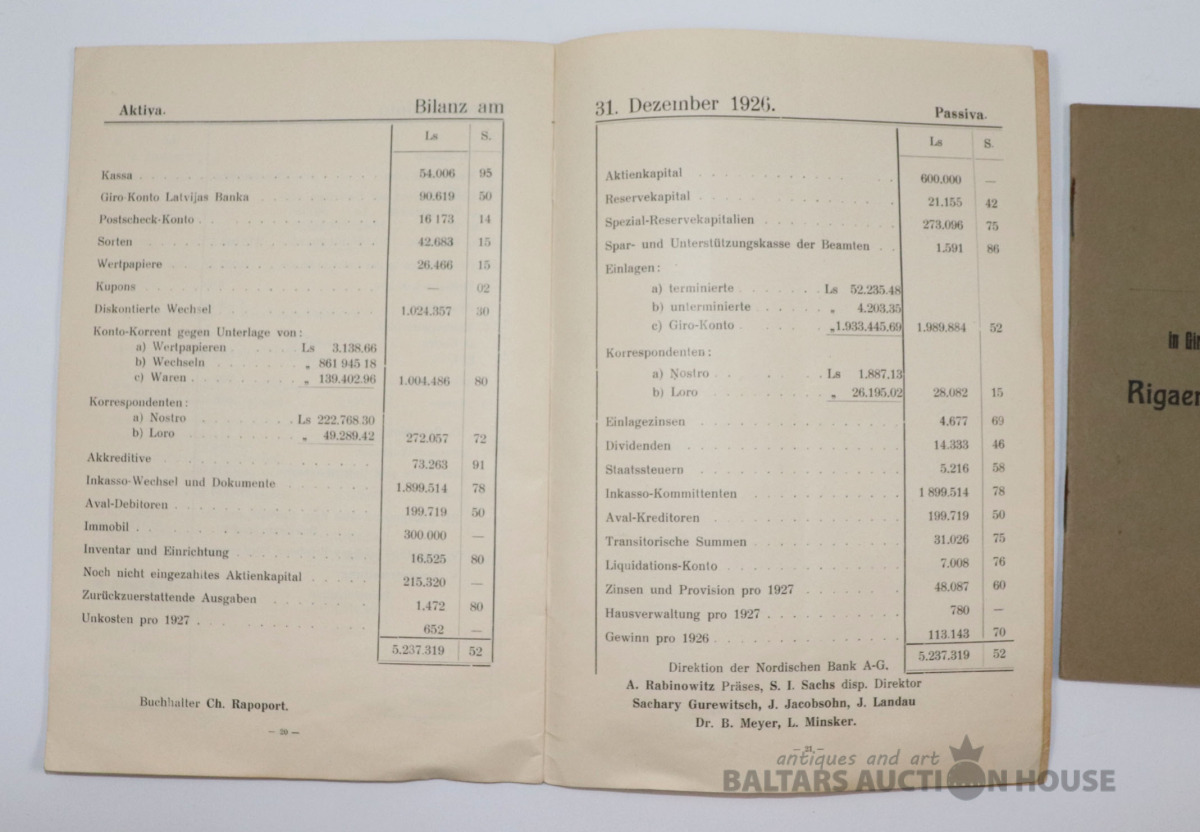 Aktiva. Bilanz am
Ls S.
Kassa 54.006 95
Giro Konto Latvijas Banka 90.619 50
Postscheck-Konto 16 173 14
Sorten 42.683 15
Wertpapiere 26.466 15
Kupons — 02
Diskontierte Wechsel 1.024.357 30
Konto-Korrent gegen Unterlage von:
a) Wertpapieren Ls 3.138.66
b) Wechseln „ 861 945 18
c) Waren „ 139.402.96 1.004.486 80
Korrespondenten:
a) Nostro Ls 222.768.30
b) Loro „ 49.289.42 272.057 72
Akkreditive 73.263 91
Inkasso-Wechsel und Dokumente 1.899.514 78
Aval-Debitoren 199.719 50
Immobil 300 000 —
Inventar und Einrichtung 16.525 80
Noch nicht eingezahltes Aktienkapital 215.320 —
Zurückzuerstattende Ausgaben 1.472 80
Unkosten pro 1927 652 —
5.237.319 52
Buchhalter Ch. Rapoport.
— 20 —
31. Dezember 1926. Passiva.
Ls S.
Aktienkapital 600.000 —
Reservekapital 21.155 42
Spezial-Reservekapitalien 273.096 75
Spar- und Unterstützungskasse der Beamten 1.591 86
Einlagen:
a) terminierte Ls 52.235.48
b) unterminierte „ 4.203.35
c) Giro-Konto „1.933.445.69 1.989.884 52
Korrespondenten:
a) Nostro Ls 1.887.13
b) Loro „ 26.195.02 28.082 15
Einlagezinsen 4.677 69
Dividenden 14.333 46
Staatssteuern 5.216 58
Inkasso-Kommittenten 1 899.514 78
Aval-Kreditoren 199.719 50
Transitorische Summen 31.026 75
Liquidations-Konto 7.008 76
Zinsen und Provision pro 1927 48.087 60
Hausverwaltung pro 1927 780 —
Gewinn pro 1926 113.143 70
5.237.319 52
Direktion der Nordischen Bank A-G.
A. Rabinowitz Präses, S. I. Sachs disp. Direktor
Sachary Gurewitsch, J. Jacobsohn, J. Landau
Dr. B. Meyer, L. Minsker.
— 21 —
In
Rigaer
antiques and art
BALTARS AUCTION HOUSE